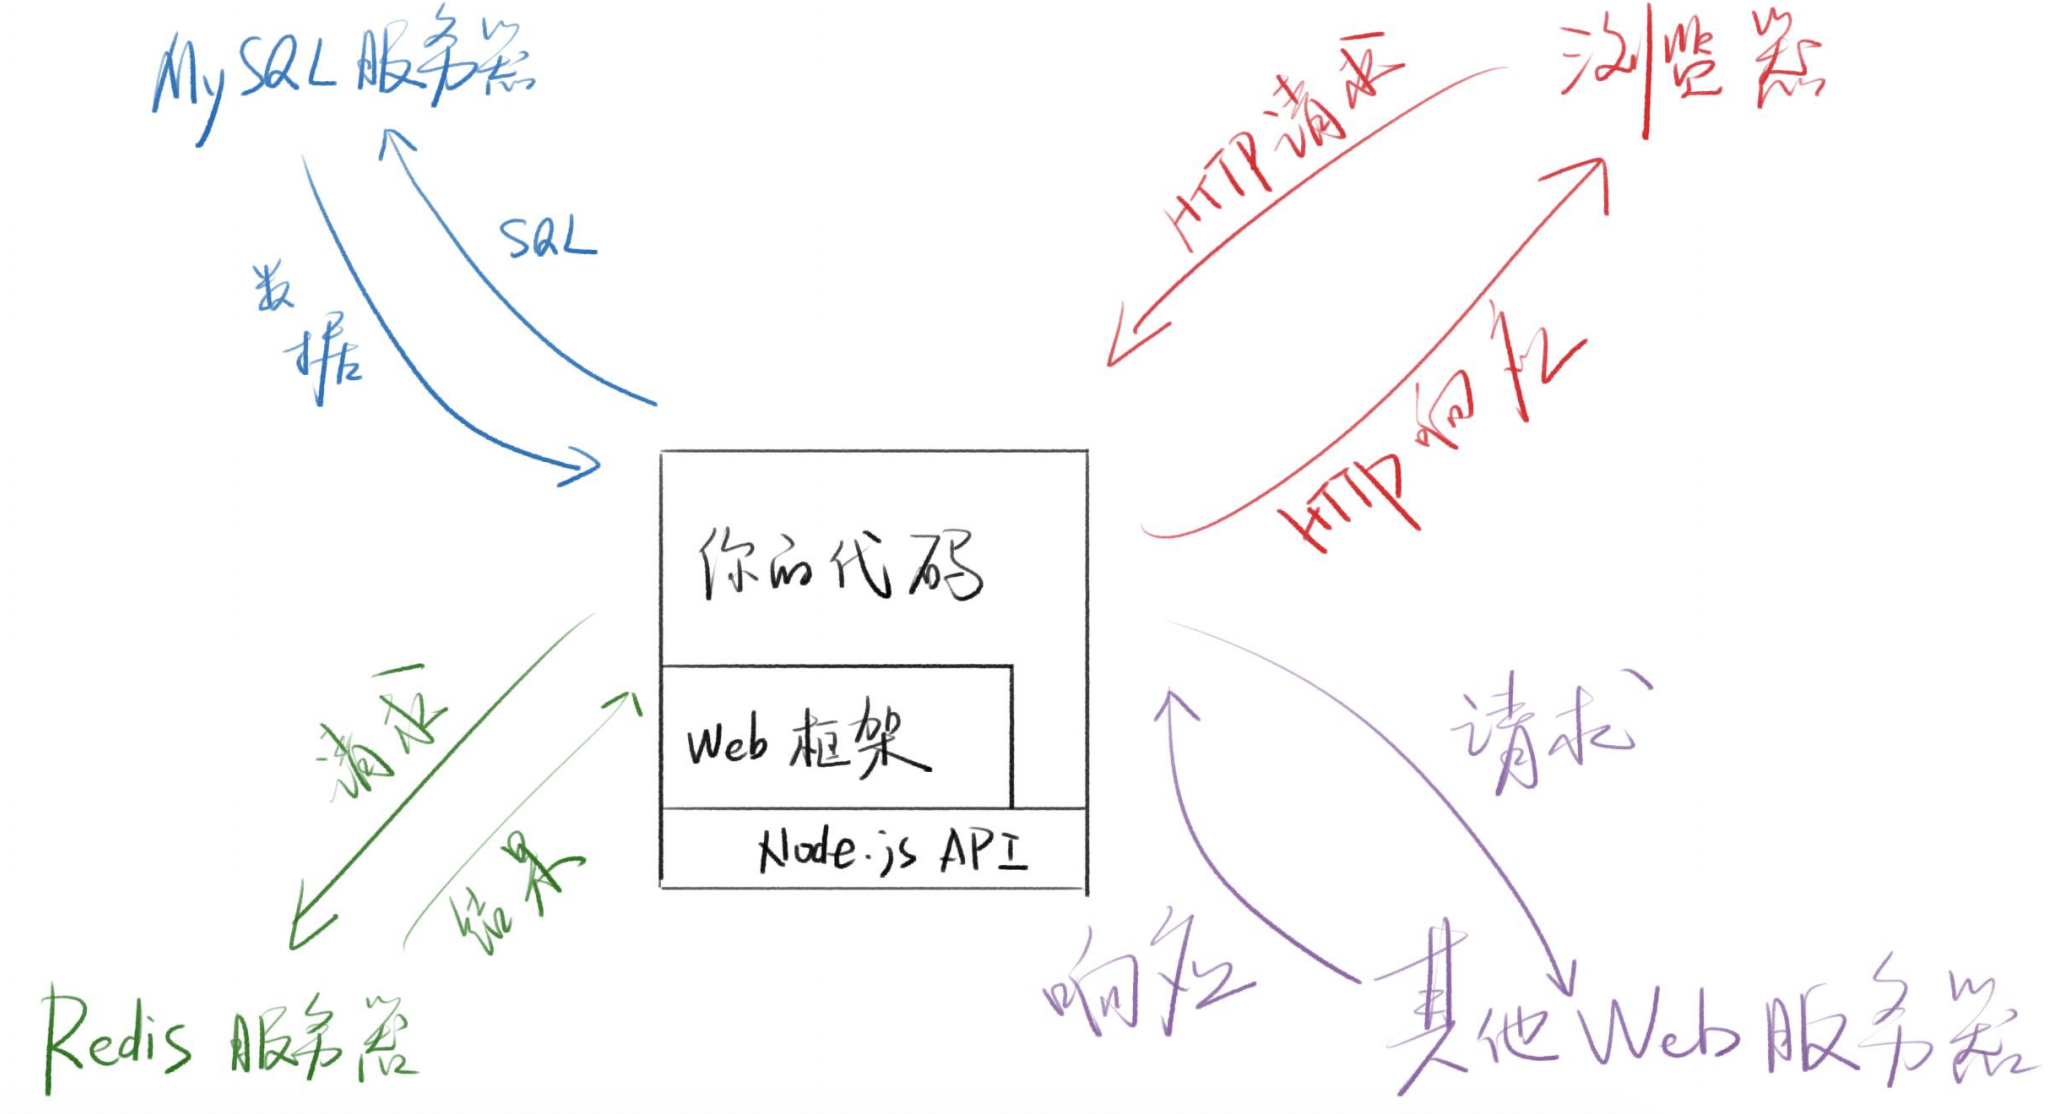 MySQL 服务器
浏览器
HTTP 请求
SQL
数据
HTTP 响应
你的代码
Web 框架
Node.js API
请求
结果
请求
响应
Redis 服务器
其他 Web 服务器